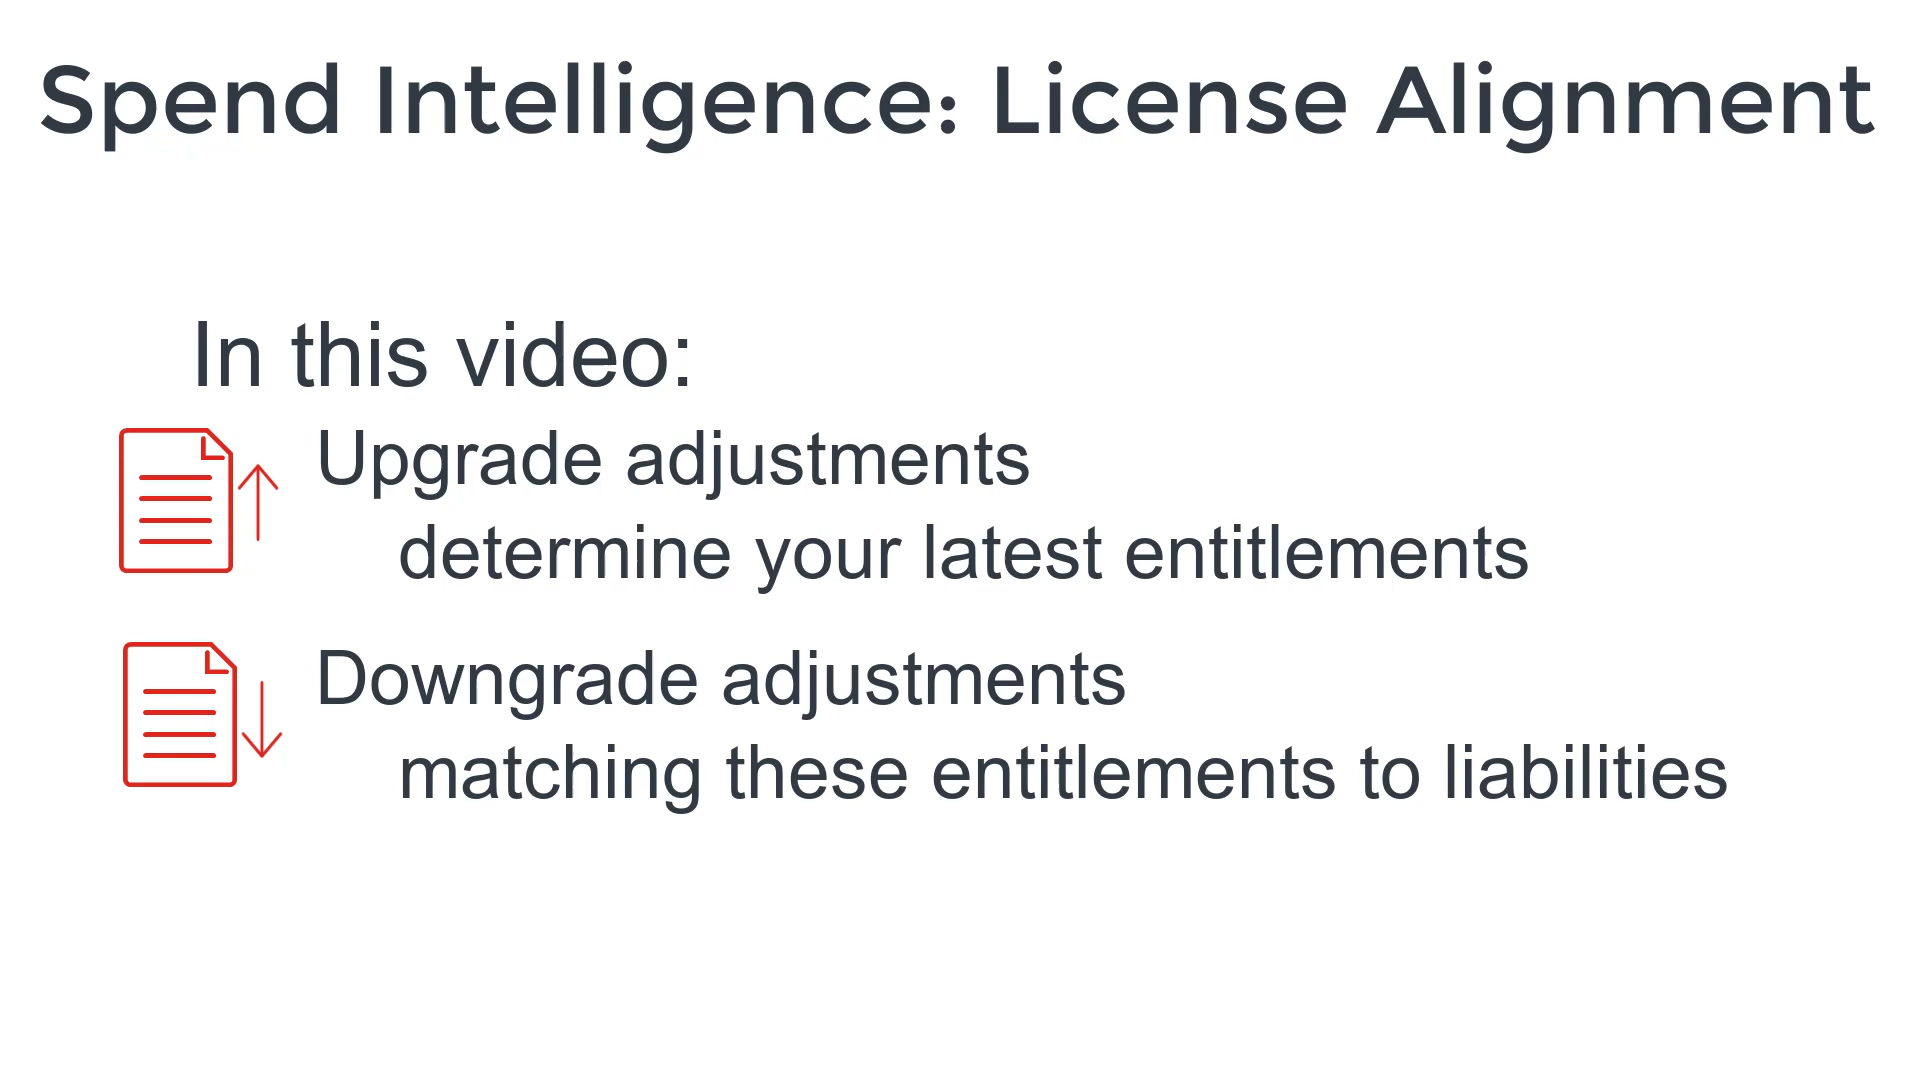 Spend Intelligence: License Alignment
In this video:
Upgrade adjustments
determine your latest entitlements
Downgrade adjustments
matching these entitlements to liabilities